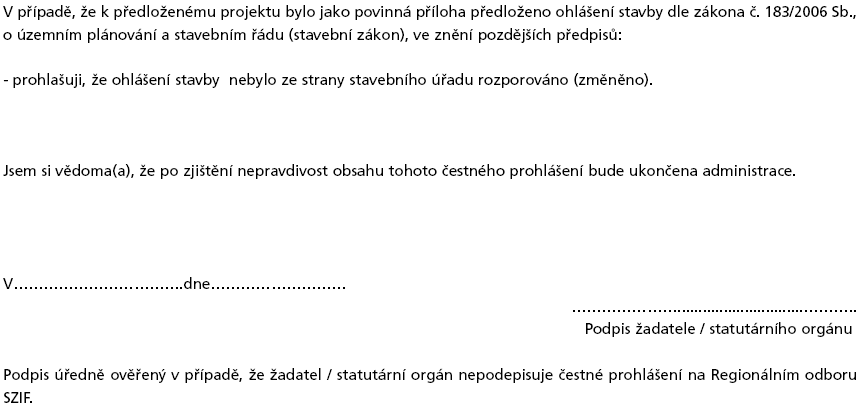 V případě, že k předloženému projektu bylo jako povinná příloha předloženo ohlášení stavby dle zákona č. 183/2006 Sb.,
o územním plánování a stavebním řádu (stavební zákon), ve znění pozdějších předpisů:
- prohlašuji, že ohlášení stavby  nebylo ze strany stavebního úřadu rozporováno (změněno).
Jsem si vědoma(a), že po zjištění nepravdivost obsahu tohoto čestného prohlášení bude ukončena administrace.
V……………………………..dne………………………
………………….............................………..
Podpis žadatele / statutárního orgánu
Podpis úředně ověřený v případě, že žadatel / statutární orgán nepodepisuje čestné prohlášení na Regionálním odboru
SZIF.